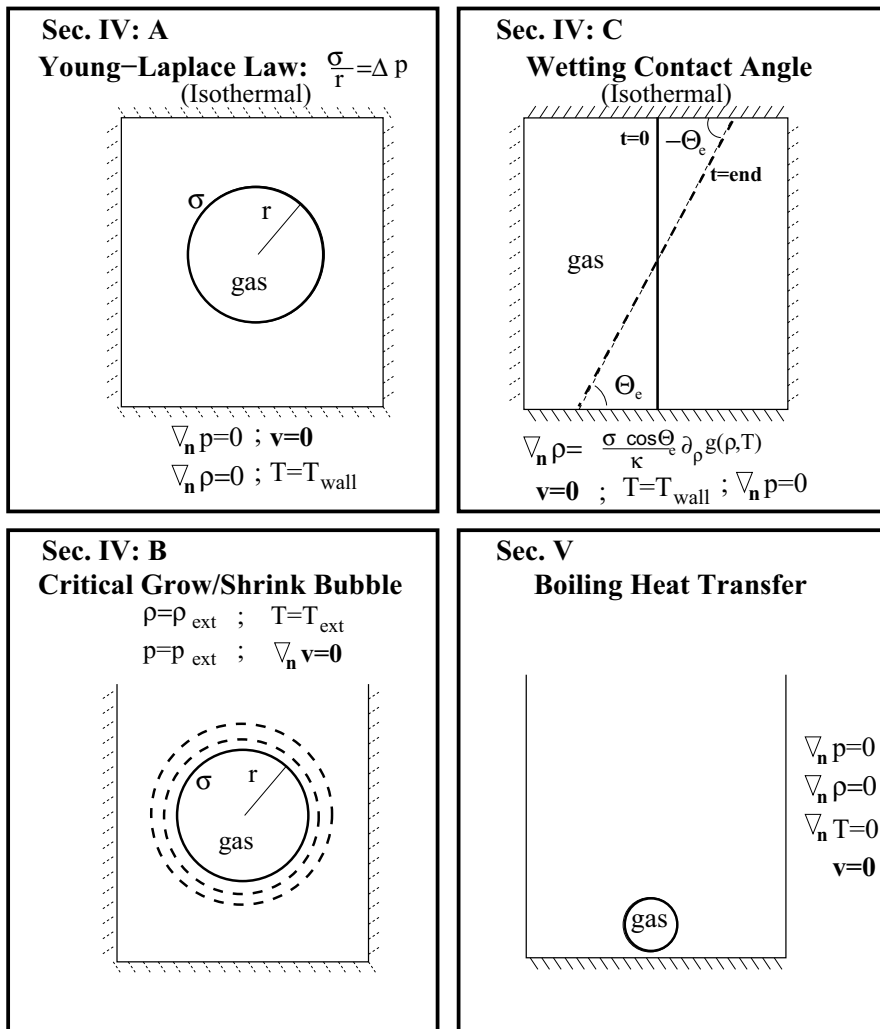 Sec. IV: A
Young−Laplace Law: σ/r = Δ p
(Isothermal)
σ
r
gas
∇n p=0 ; v=0
∇n ρ=0 ; T=Twall
Sec. IV: C
Wetting Contact Angle
(Isothermal)
t=0
−Θe
t=end
gas
Θe
∇n ρ= σ cosΘe/κ ∂ρ g(ρ,T)
v=0 ; T=Twall ; ∇n p=0
Sec. IV: B
Critical Grow/Shrink Bubble
ρ=ρext ; T=Text
p=pext ; ∇n v=0
σ
r
gas
Sec. V
Boiling Heat Transfer
∇n p=0
∇n ρ=0
∇n T=0
v=0
gas